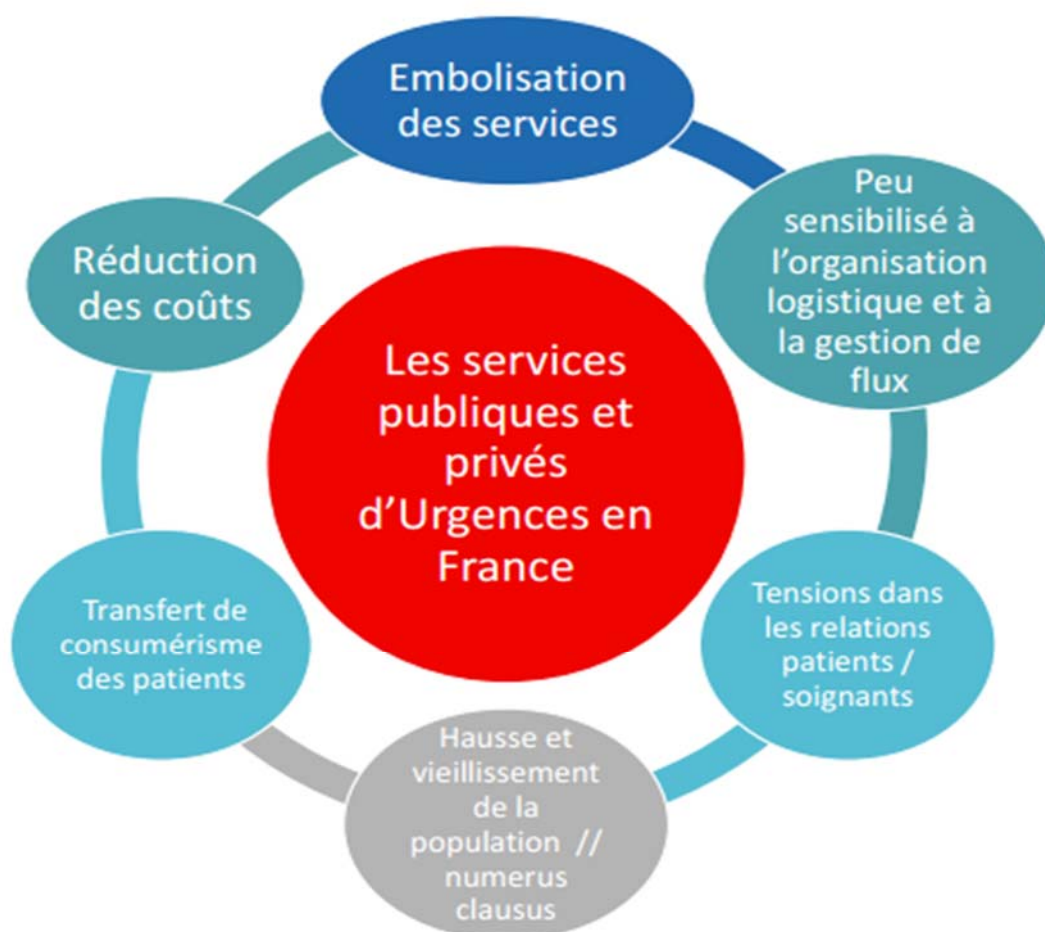 Embolisation
des services
Peu
sensibilisé à
l'organisation
logistique et à
la gestion de
flux
Réduction
des coûts
Les services
publiques et
privés
d'Urgences en
France
Transfert de
consumérisme
des patients
Tensions dans
les relations
patients /
soignants
Hausse et
vieillissement
de la
population //
numerus
clausus